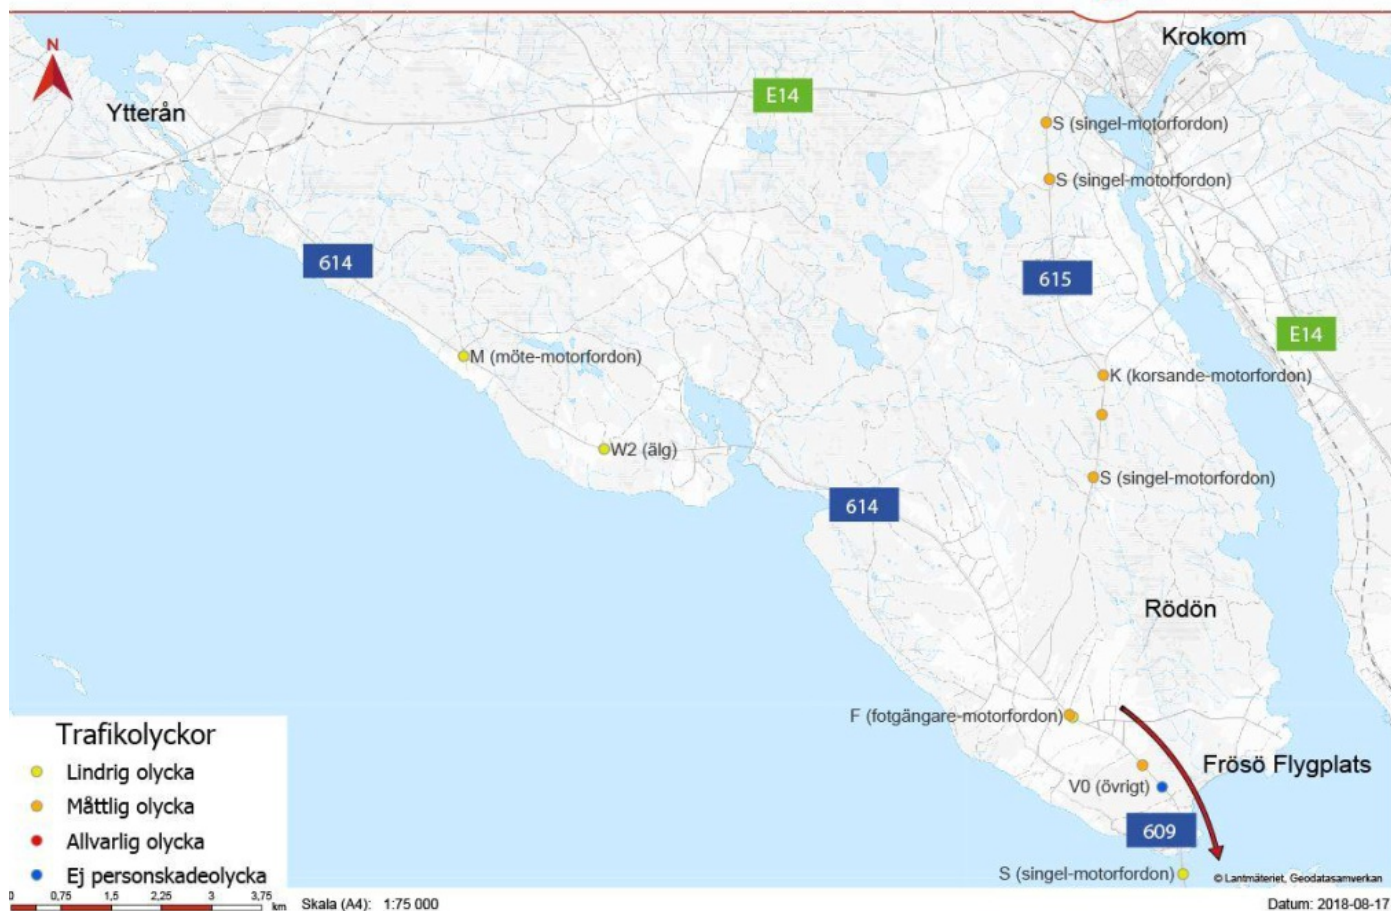 Krokom
N
E14
Ytterån
S (singel-motorfordon)
S (singel-motorfordon)
614
615
E14
M (möte-motorfordon)
K (korsande-motorfordon)
W2 (älg)
S (singel-motorfordon)
614
Rödön
F (fotgängare-motorfordon)
Trafikolyckor
Lindrig olycka
Måttlig olycka
Allvarlig olycka
Ej personskadeolycka
Frösö Flygplats
V0 (övrigt)
609
S (singel-motorfordon)
© Lantmäteriet, Geodatasamverkan
0 0,75 1,5 2,25 3 3,75
km
Skala (A4): 1:75 000
Datum: 2018-08-17